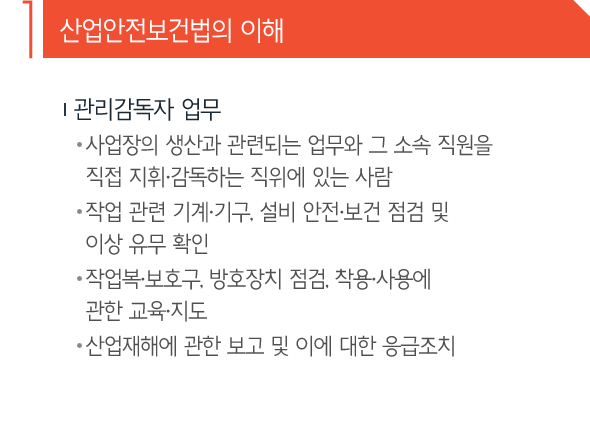 1 산업안전보건법의 이해
| 관리감독자 업무
• 사업장의 생산과 관련되는 업무와 그 소속 직원을
직접 지휘·감독하는 직위에 있는 사람
• 작업 관련 기계·기구, 설비 안전·보건 점검 및
이상 유무 확인
• 작업복·보호구, 방호장치 점검, 착용·사용에
관한 교육·지도
• 산업재해에 관한 보고 및 이에 대한 응급조치